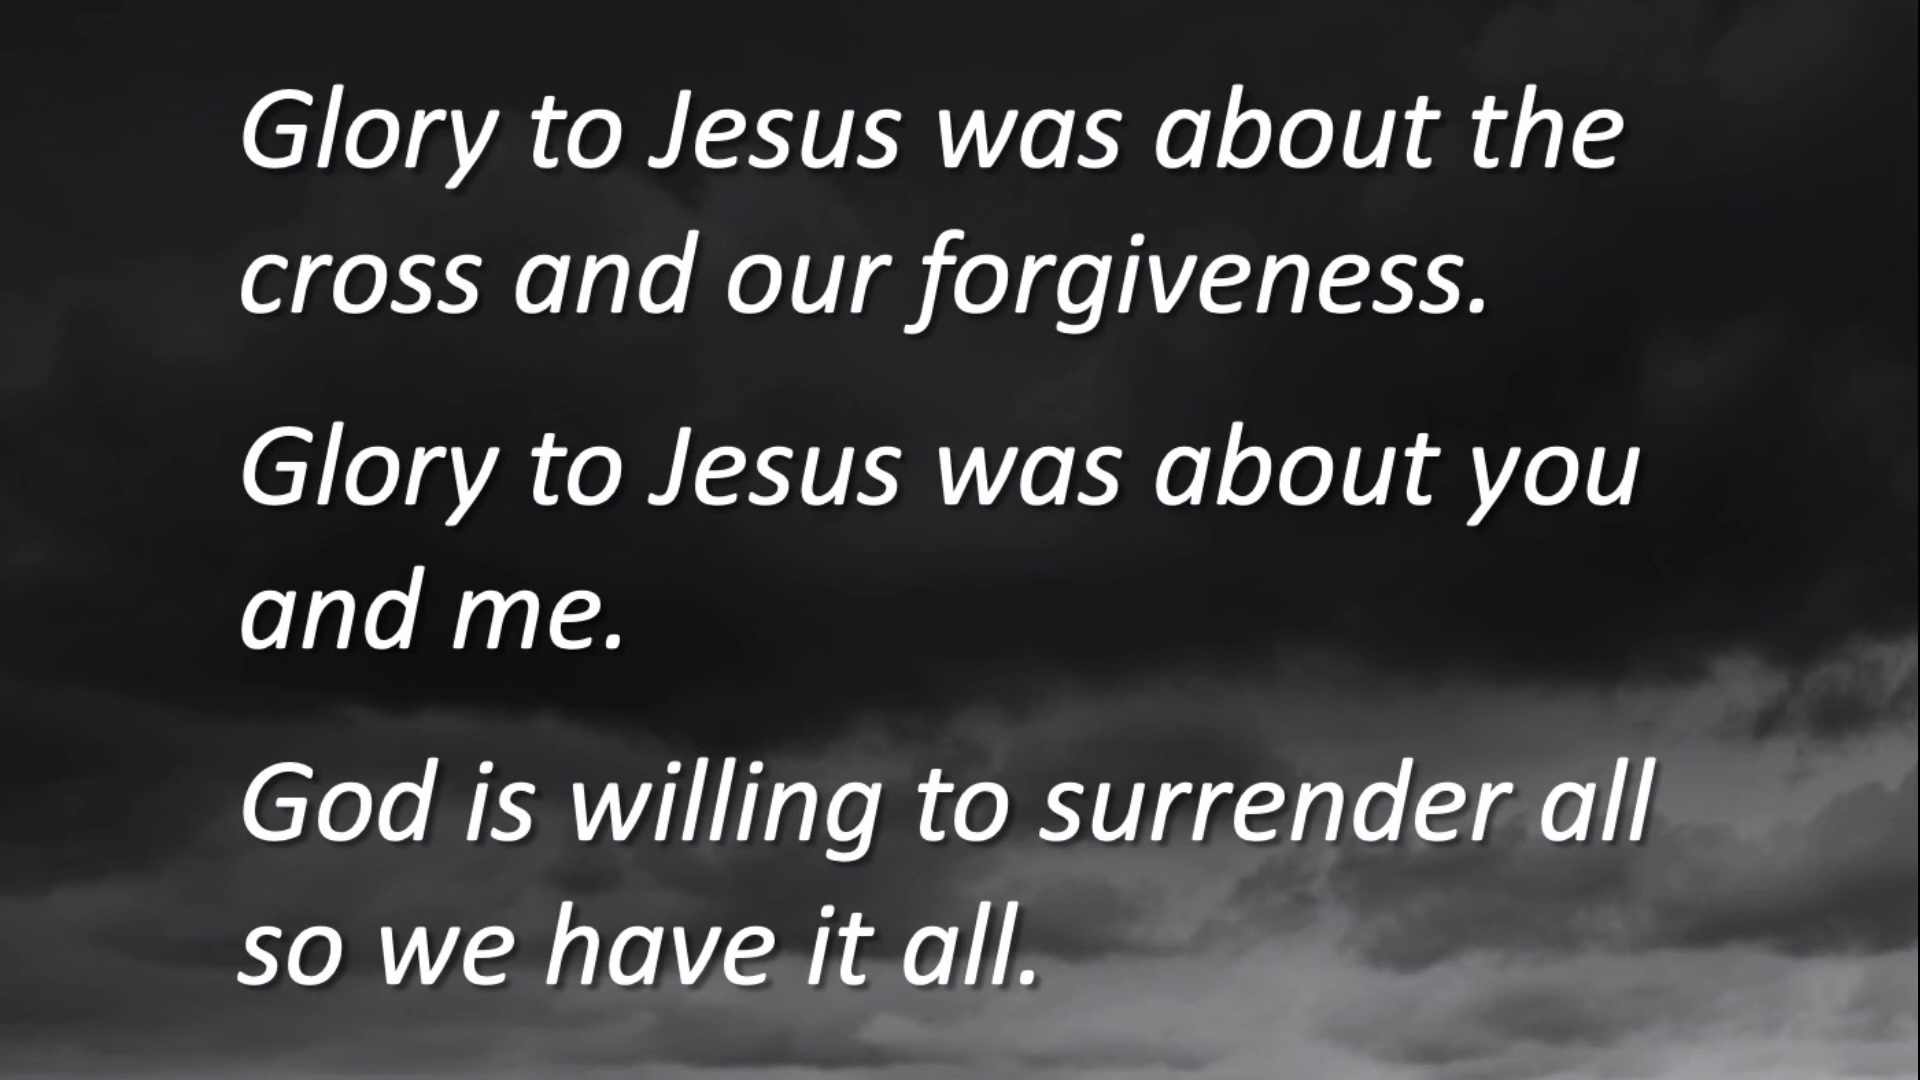 Glory to Jesus was about the
cross and our forgiveness.
Glory to Jesus was about you
and me.
God is willing to surrender all
so we have it all.